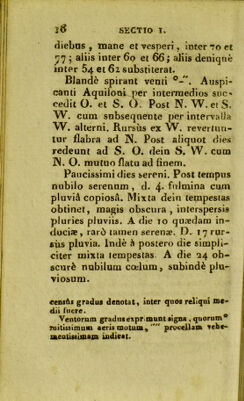 36 SECTIO I.
diebus , mane et vesperi , inter 70 et
77 ; aliis inter 60 et 66 ; aliis deniquè
inter 54 et 62 substiterat.
Blandè spirant venti °-‴. Auspi-
canti Aquiloni per intermedios suc-
cedit O. et S. O. Post N. W. et S.
W. cum subsequente per intervalla
W. alterni. Rursùs ex W. revertun-
tur flabra ad N. Post aliquot dies
redeunt ad S. O. dein S. W. cum
N. O. mutuo flatu ad finem.
Paucissimi dies sereni. Post tempus
nubilo serenum , d. 4. fulmina cum
pluviâ copiosâ. Mixta dein tempestas
obtinet, magis obscura , interspersis
pluries pluviis. A die 10 quædam in-
duciæ, rarò tamen serenæ. D. 17 rur-
sùs pluvia. Indè à postero die simpli-
citer mixta tempestas. A die 24 ob-
scurè nubilum cœlum, subindè plu-
viosum.
censûs gradus denotat, inter quos reliqui me-
dii fuere.
Ventorum gradus exprimunt signa , quorum °
mitissimum aeris motum, ‴′ procellam vehe-
mentissimam indicat.